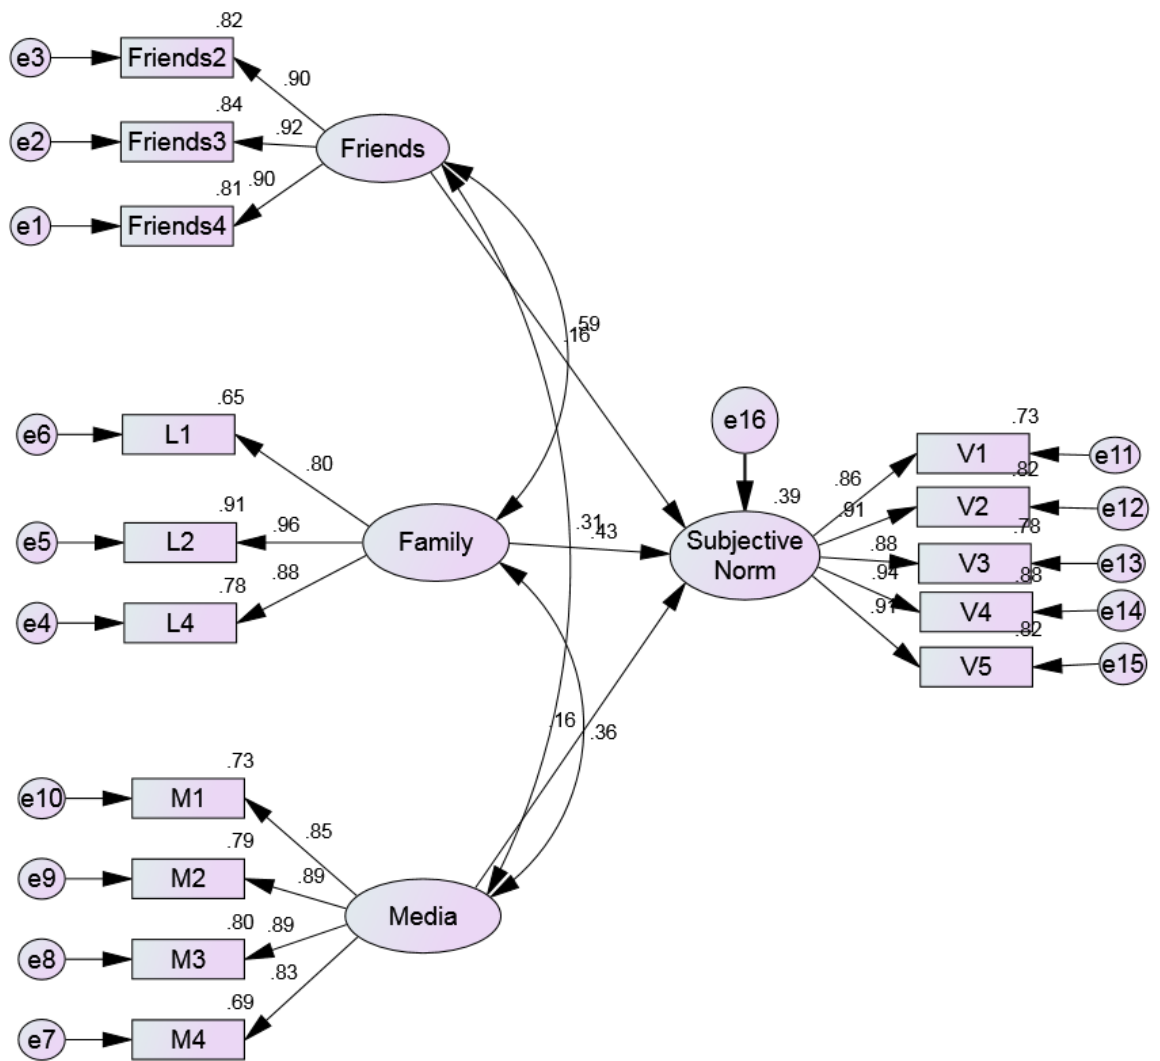 .82
e3
Friends2
.90
.84
e2
Friends3
.92
Friends
.81
.90
e1
Friends4
.59
.16
.65
e6
L1
.80
e16
.73
V1
e11
.86
.82
.39
.91
V2
e12
.91
.96
e5
L2
Family
.31
.43
Subjective
Norm
.78
.88
V3
e13
.88
.78
.88
.94
V4
e14
e4
L4
.91
.82
V5
e15
.16
.36
.73
e10
M1
.85
.79
e9
M2
.89
Media
.80
.89
e8
M3
.83
.69
e7
M4